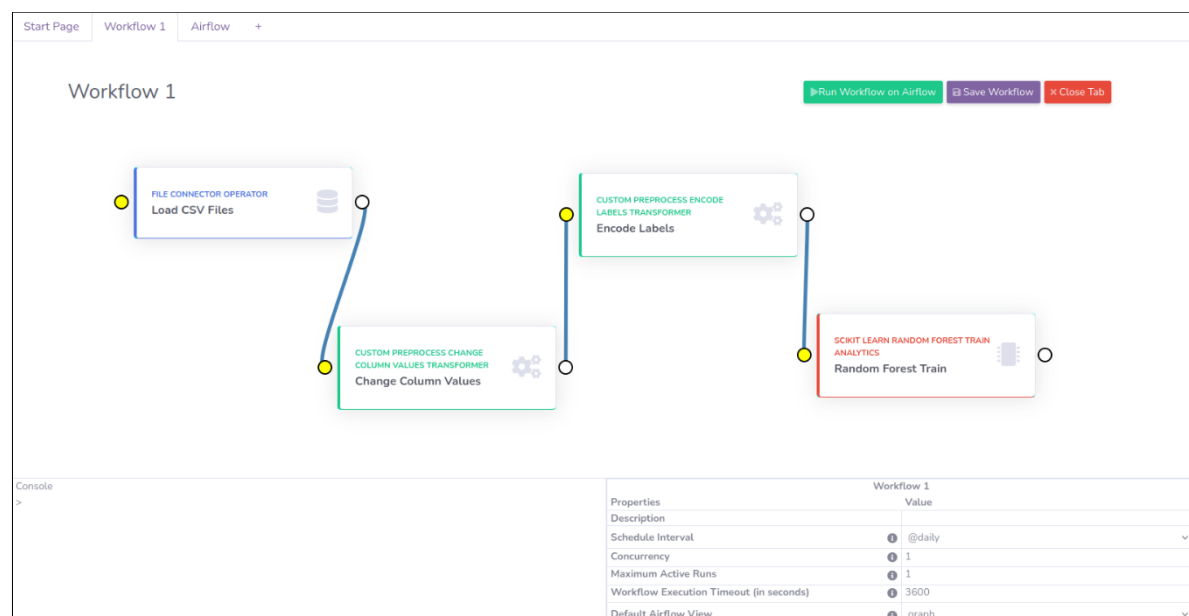 Start Page Workflow 1 Airflow +
Workflow 1
Run Workflow on Airflow Save Workflow × Close Tab
FILE CONNECTOR OPERATOR
Load CSV Files
CUSTOM PREPROCESS ENCODE
LABELS TRANSFORMER
Encode Labels
CUSTOM PREPROCESS CHANGE
COLUMN VALUES TRANSFORMER
Change Column Values
SCIKIT LEARN RANDOM FOREST TRAIN
ANALYTICS
Random Forest Train
Console
>
Workflow 1
Properties Value
Description
Schedule Interval @daily
Concurrency 1
Maximum Active Runs 1
Workflow Execution Timeout (in seconds) 3600
Default Airflow View graph